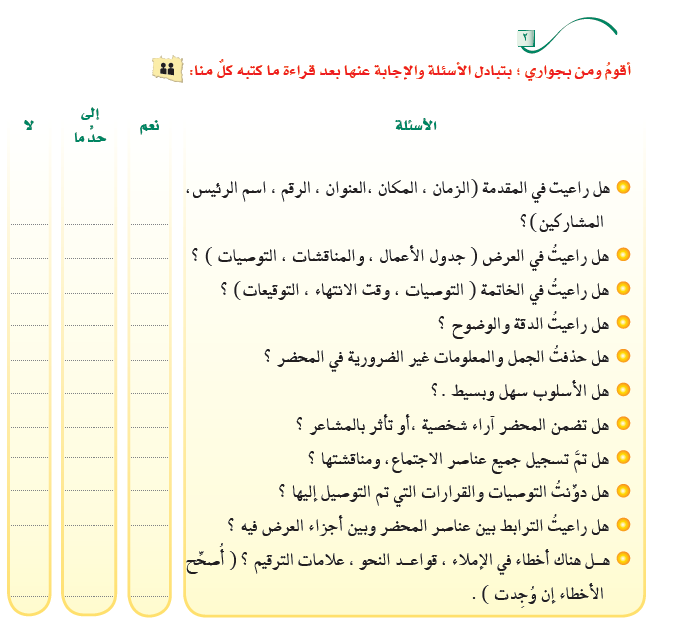 ٢
أقومُ ومن بجواري ؛ بتبادل الأسئلة والإجابة عنها بعد قراءة ما كتبه كلٌ منا:
الأسئلة نعم إلى حدٍّ ما لا
هل راعيت في المقدمة (الزمان ، المكان ،العنوان ، الرقم ، اسم الرئيس،
المشاركين)؟
هل راعيتُ في العرض ( جدول الأعمال ، والمناقشات ، التوصيات ) ؟
هل راعيتُ في الخاتمة ( التوصيات ، وقت الانتهاء ، التوقيعات) ؟
هل راعيتُ الدقة والوضوح ؟
هل حذفتُ الجمل والمعلومات غير الضرورية في المحضر ؟
هل الأسلوب سهل وبسيط .؟
هل تضمن المحضر آراء شخصية ،أو تأثر بالمشاعر ؟
هل تمَّ تسجيل جميع عناصر الاجتماع، ومناقشتها ؟
هل دوِّنتُ التوصيات والقرارات التي تم التوصيل إليها ؟
هل راعيتُ الترابط بين عناصر المحضر وبين أجزاء العرض فيه ؟
هـل هناك أخطاء في الإملاء ، قواعـد النحو ، علامات الترقيم ؟ ( أُصحِّح
الأخطاء إن وُجِدت ) .